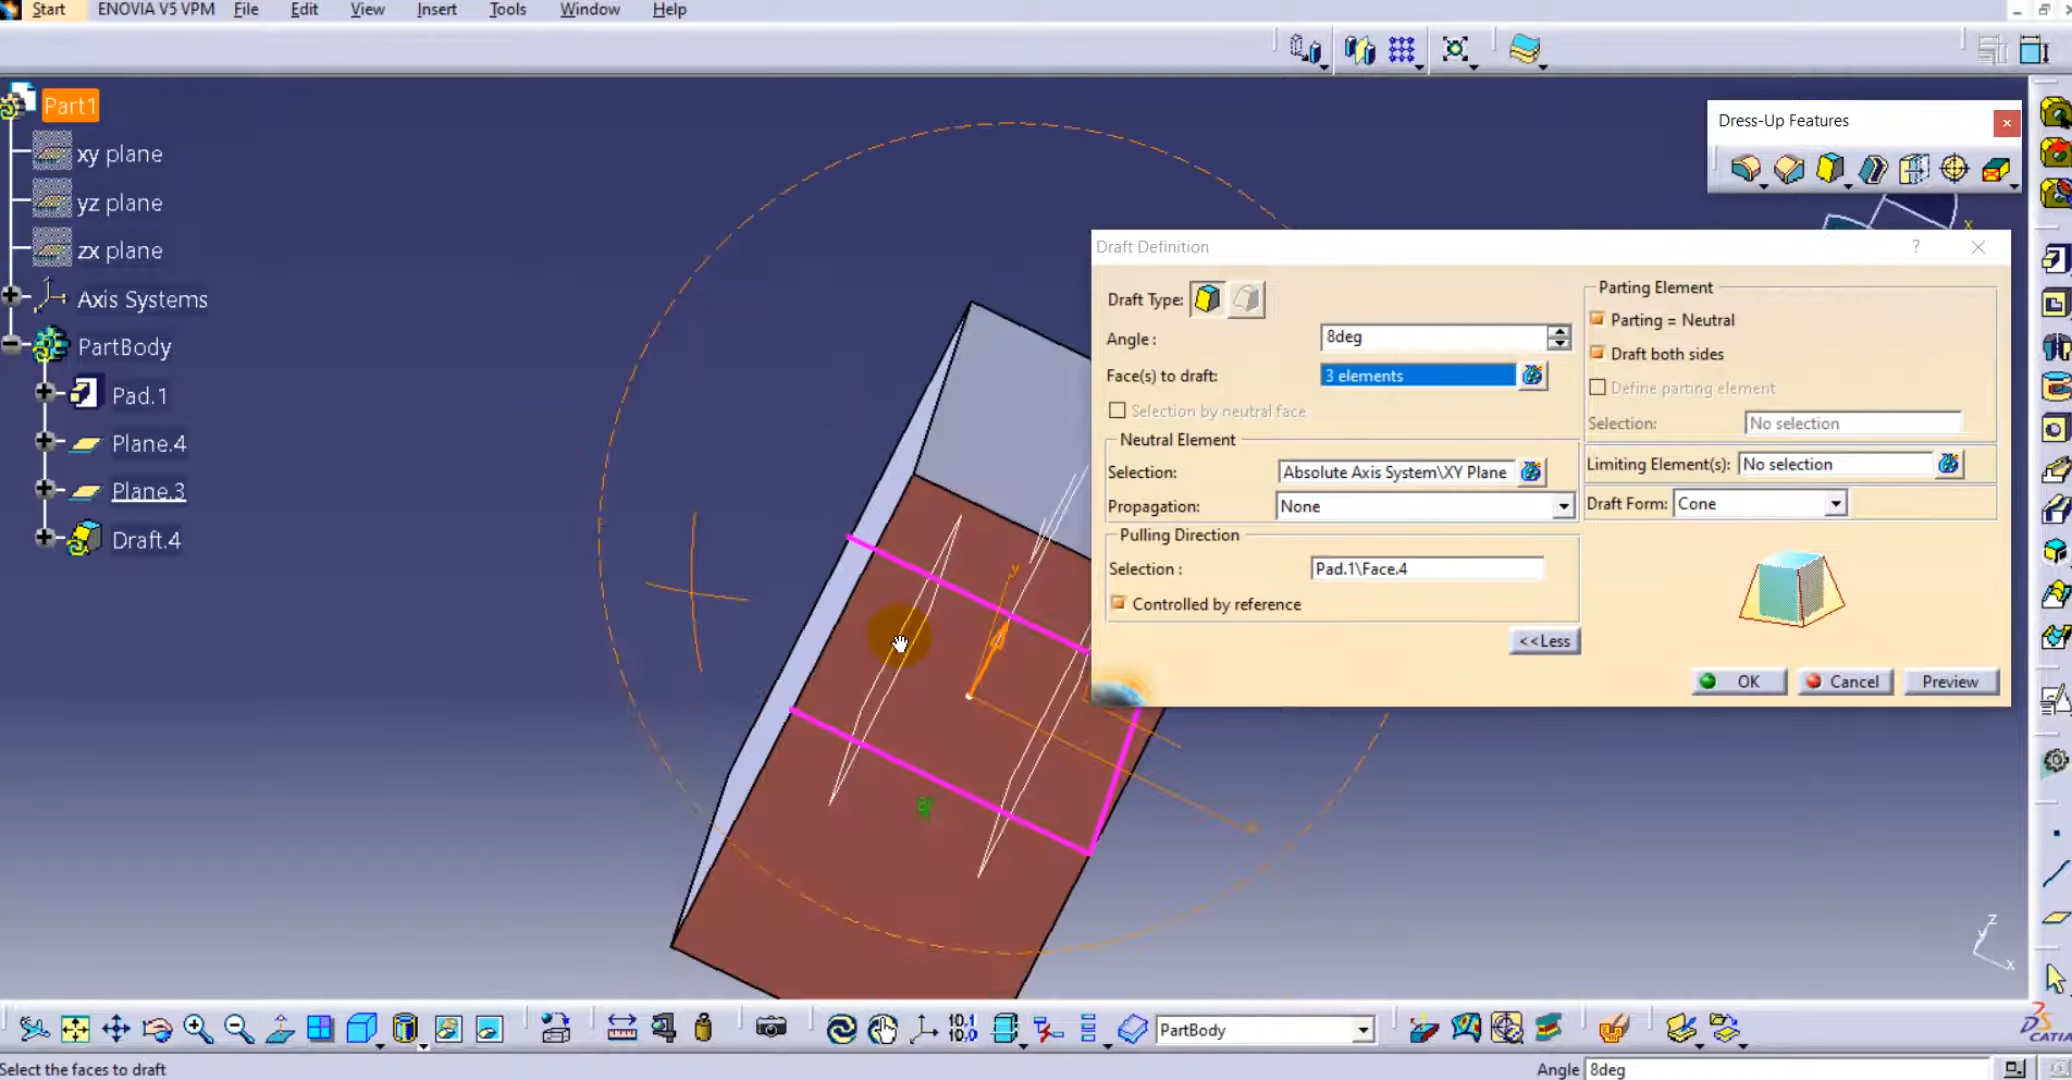 Start ENOVIA V5 VPM File Edit View Insert Tools Window Help
Part1
xy plane
yz plane
zx plane
Axis Systems
PartBody
Pad.1
Plane.4
Plane.3
Draft.4
Dress-Up Features
x
Draft Definition ?
Draft Type:
Angle : 8deg
Face(s) to draft: 3 elements
Selection by neutral face
Neutral Element
Selection: Absolute Axis System\XY Plane
Propagation: None
Pulling Direction
Selection : Pad.1\Face.4
Controlled by reference
<<Less
Parting Element
Parting = Neutral
Draft both sides
Define parting element
Selection: No selection
Limiting Element(s): No selection
Draft Form: Cone
OK Cancel Preview
z
y
x
10,1
10,0
PartBody
CATIA
Select the faces to draft
Angle 8deg